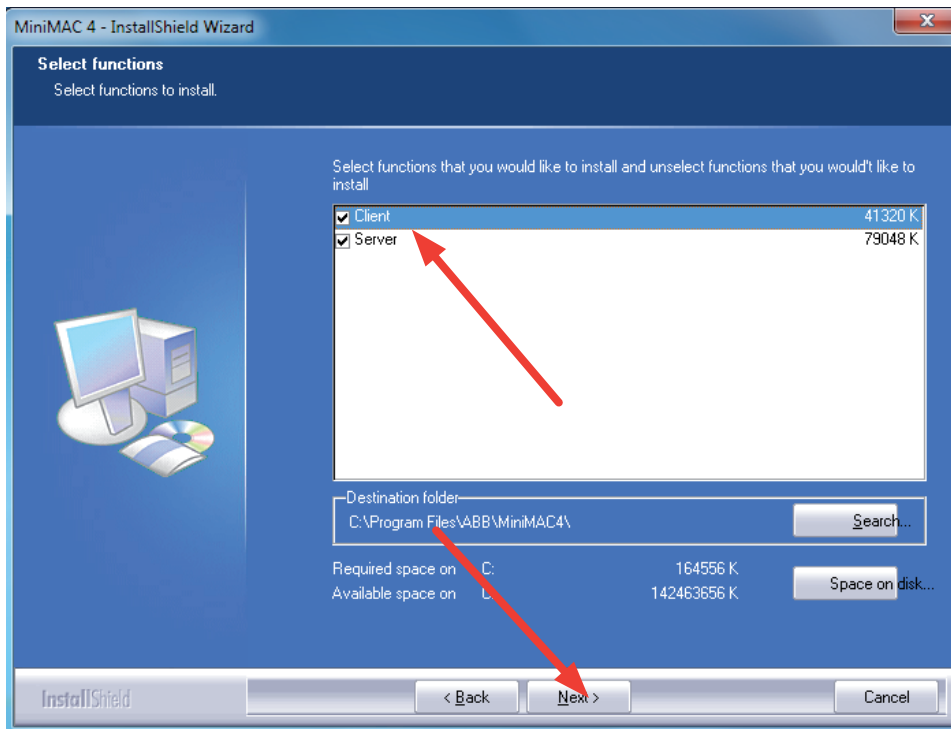 MiniMAC 4 - InstallShield Wizard
Select functions
Select functions to install.
Select functions that you would like to install and unselect functions that you would't like to
install
Client 41320 K
Server 79048 K
Destination folder
C:\Program Files\ABB\MiniMAC4\
Search...
Required space on C: 164556 K
Available space on 142463656 K
Space on disk...
InstallShield
< Back
Next >
Cancel